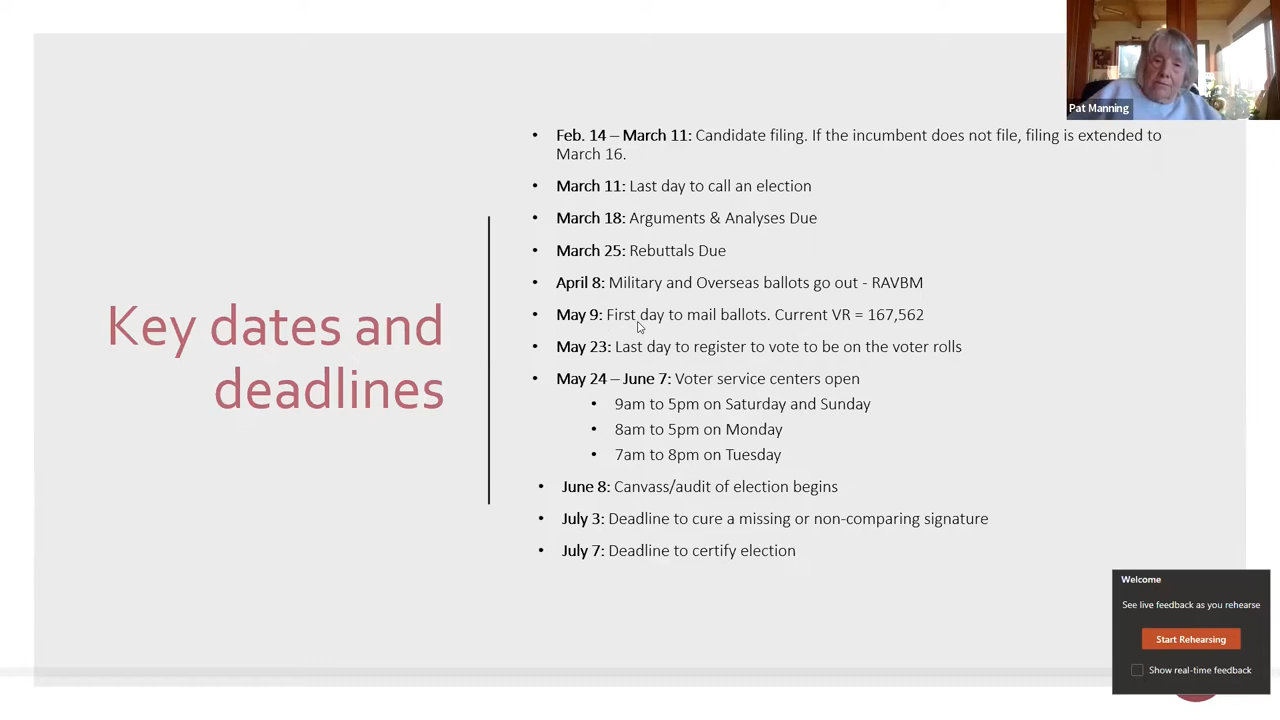 Pat Manning
Key dates and
deadlines
• Feb. 14 – March 11: Candidate filing. If the incumbent does not file, filing is extended to
March 16.
• March 11: Last day to call an election
• March 18: Arguments & Analyses Due
• March 25: Rebuttals Due
• April 8: Military and Overseas ballots go out - RAVBM
• May 9: First day to mail ballots. Current VR = 167,562
• May 23: Last day to register to vote to be on the voter rolls
• May 24 – June 7: Voter service centers open
• 9am to 5pm on Saturday and Sunday
• 8am to 5pm on Monday
• 7am to 8pm on Tuesday
• June 8: Canvass/audit of election begins
• July 3: Deadline to cure a missing or non-comparing signature
• July 7: Deadline to certify election
Welcome
See live feedback as you rehearse
Start Rehearsing
Show real-time feedback